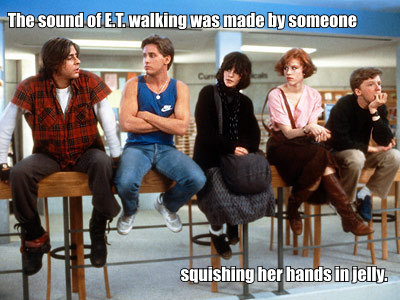 The sound of E.T. walking was made by someone
squishing her hands in jelly.